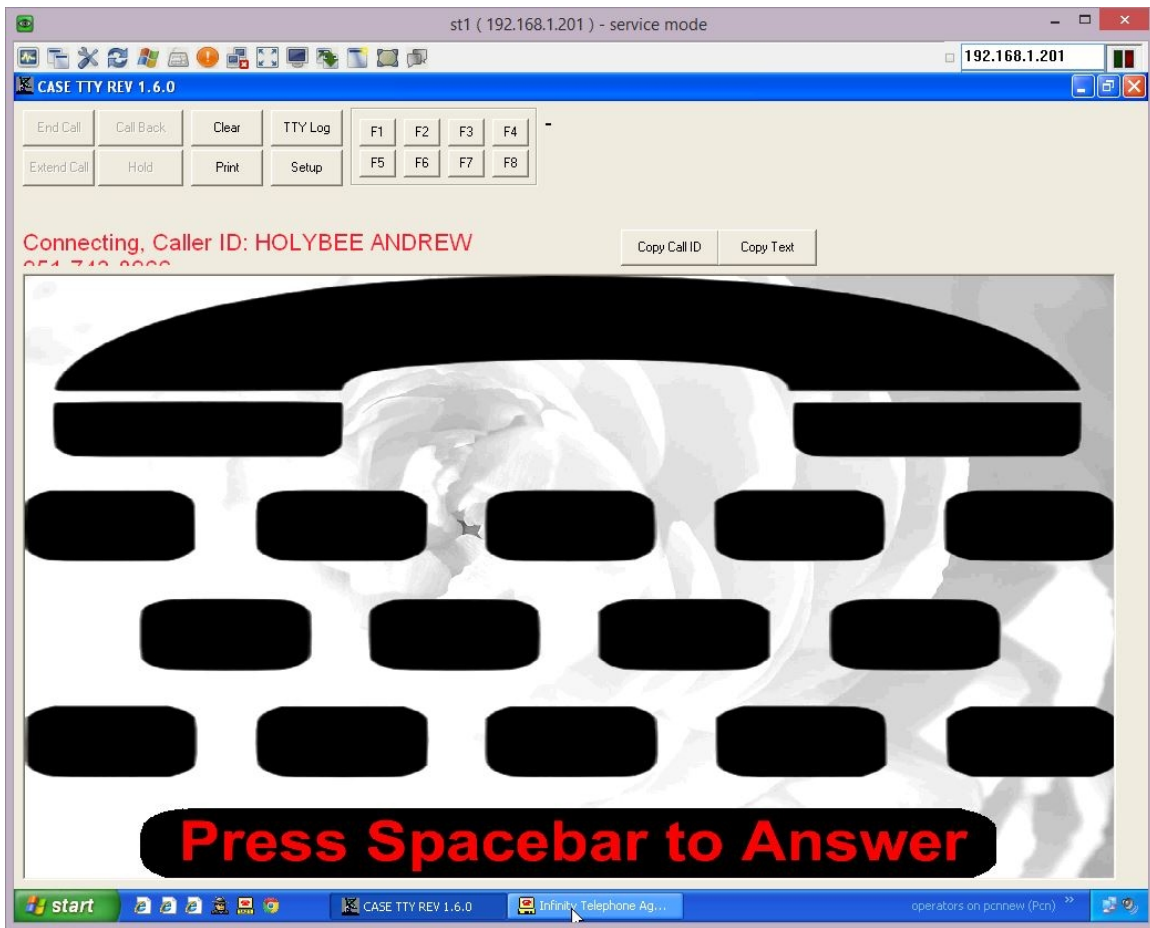 st1 ( 192.168.1.201 ) - service mode
192.168.1.201
CASE TTY REV 1.6.0
End Call Call Back Clear TTY Log F1 F2 F3 F4 -
Extend Call Hold Print Setup F5 F6 F7 F8
Connecting, Caller ID: HOLYBEE ANDREW
Copy Call ID Copy Text
Press Spacebar to Answer
start CASE TTY REV 1.6.0 Infinity Telephone Ag... operators on pcnnew (Pcn) »